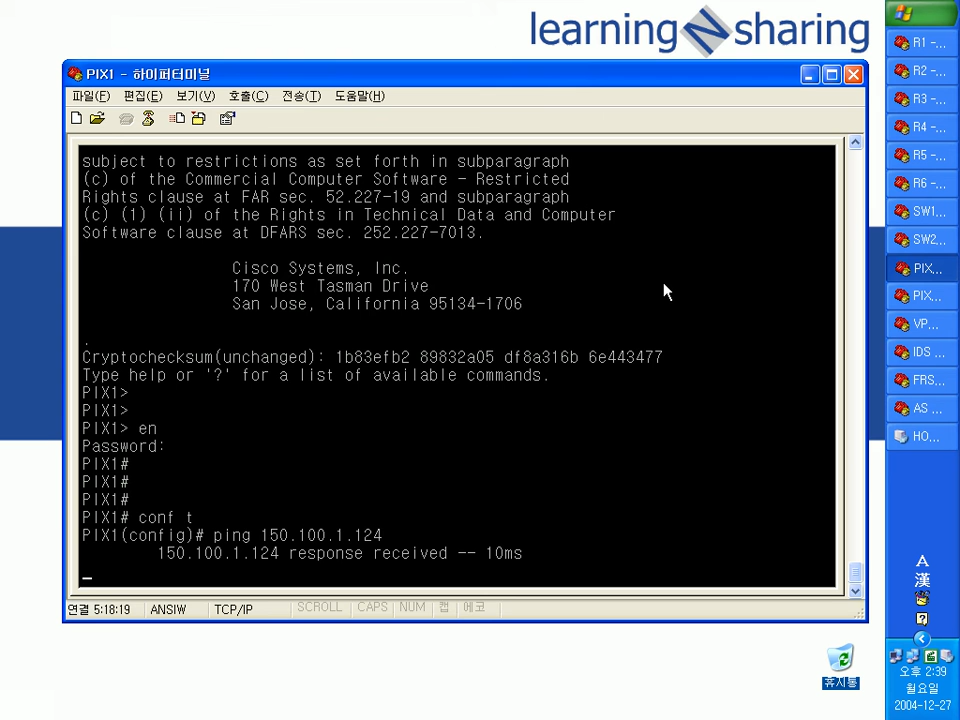 learning N sharing
PIX1 - 하이퍼터미널
파일(F) 편집(E) 보기(V) 호출(C) 전송(T) 도움말(H)
subject to restrictions as set forth in subparagraph
(c) of the Commercial Computer Software - Restricted
Rights clause at FAR sec. 52.227-19 and subparagraph
(c) (1) (ii) of the Rights in Technical Data and Computer
Software clause at DFARS sec. 252.227-7013.
Cisco Systems, Inc.
170 West Tasman Drive
San Jose, California 95134-1706
.
Cryptochecksum(unchanged): 1b83efb2 89832a05 df8a316b 6e443477
Type help or '?' for a list of available commands.
PIX1>
PIX1>
PIX1> en
Password:
PIX1#
PIX1#
PIX1#
PIX1# conf t
PIX1(config)# ping 150.100.1.124
150.100.1.124 response received -- 10ms
_
연결 5:18:19 ANSIW TCP/IP SCROLL CAPS NUM 캡 에코
휴지통
R1 -...
R2 -...
R3 -...
R4 -...
R5 -...
R6 -...
SW1...
SW2...
PIX...
PIX...
VP...
IDS ...
FRS...
AS ...
HO...
A
漢
오후 2:39
월요일
2004-12-27